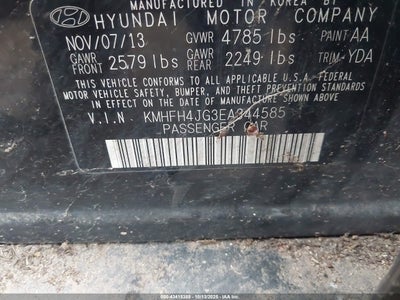 MANUFACTURED IN KOREA BY
HYUNDAI MOTOR COMPANY
NOV/07/13 GVWR 4785 lbs PAINT AA
GAWR FRONT 2579 lbs GAWR REAR 2249 lbs TRIM YDA
THIS VEHICLE CONFORMS TO ALL APPLICABLE U.S.A. FEDERAL
MOTOR VEHICLE SAFETY, BUMPER, AND THEFT PREVENTION STANDARDS
IN EFFECT ON THE DATE OF MANUFACTURE SHOWN ABOVE.
V.I.N KMHFH4JG3EA344585
PASSENGER CAR